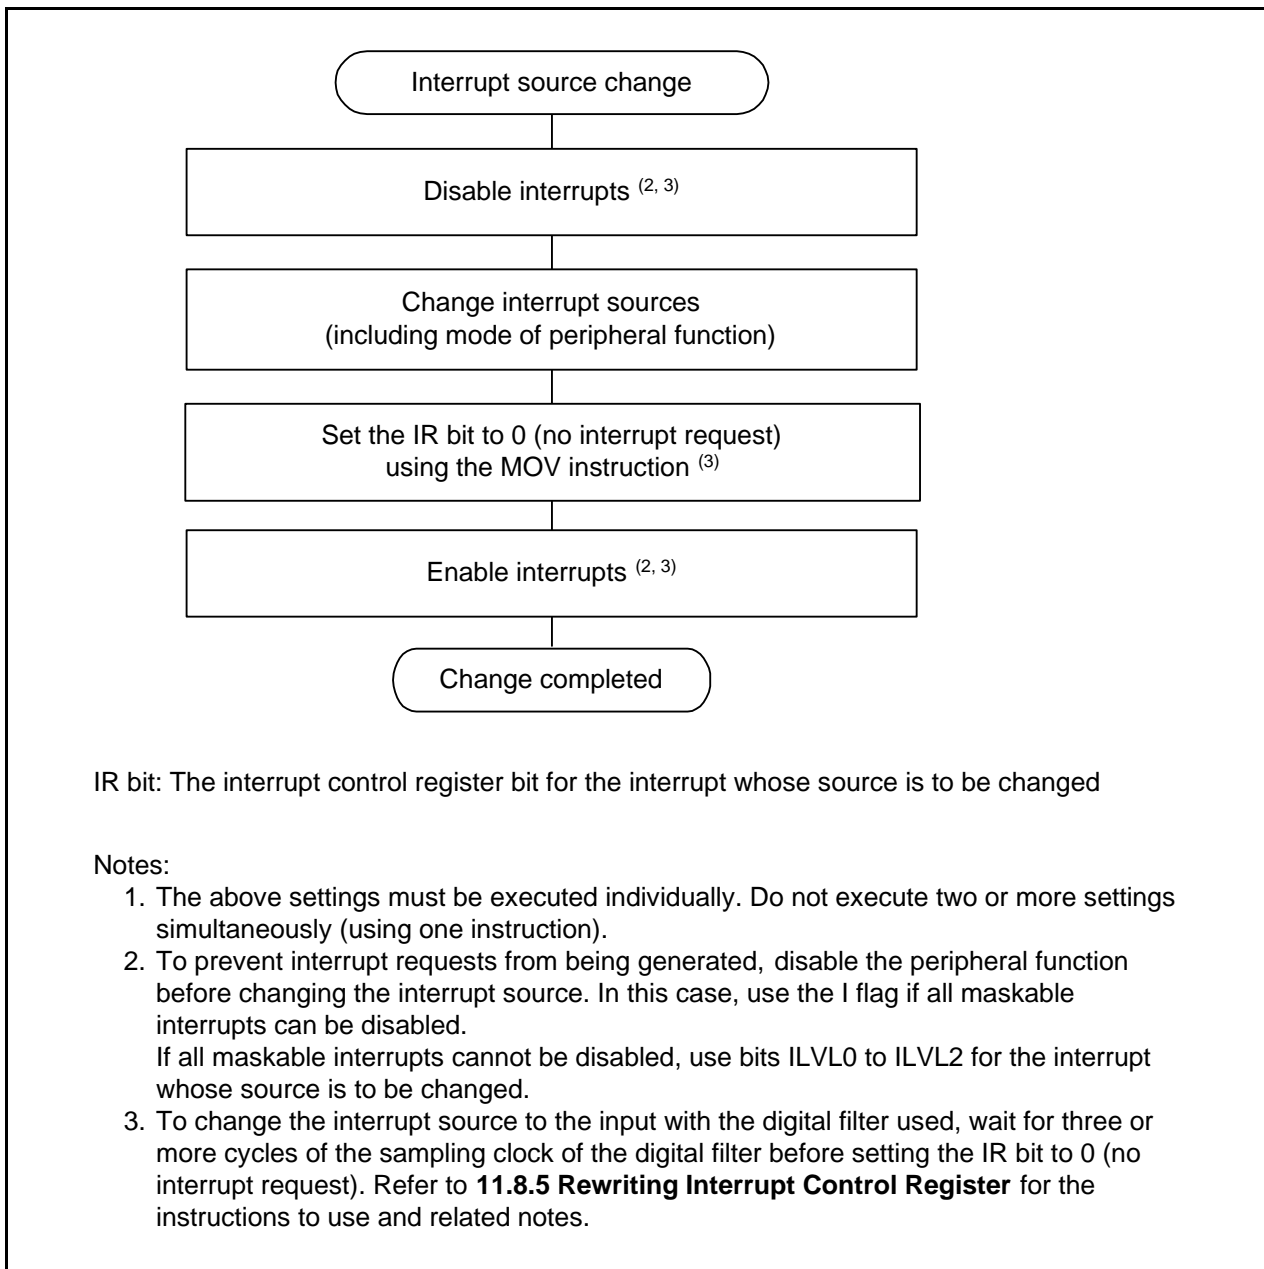 Interrupt source change
Disable interrupts (2, 3)
Change interrupt sources
(including mode of peripheral function)
Set the IR bit to 0 (no interrupt request)
using the MOV instruction (3)
Enable interrupts (2, 3)
Change completed
IR bit: The interrupt control register bit for the interrupt whose source is to be changed
Notes:
1. The above settings must be executed individually. Do not execute two or more settings
simultaneously (using one instruction).
2. To prevent interrupt requests from being generated, disable the peripheral function
before changing the interrupt source. In this case, use the I flag if all maskable
interrupts can be disabled.
If all maskable interrupts cannot be disabled, use bits ILVL0 to ILVL2 for the interrupt
whose source is to be changed.
3. To change the interrupt source to the input with the digital filter used, wait for three or
more cycles of the sampling clock of the digital filter before setting the IR bit to 0 (no
interrupt request). Refer to 11.8.5 Rewriting Interrupt Control Register for the
instructions to use and related notes.